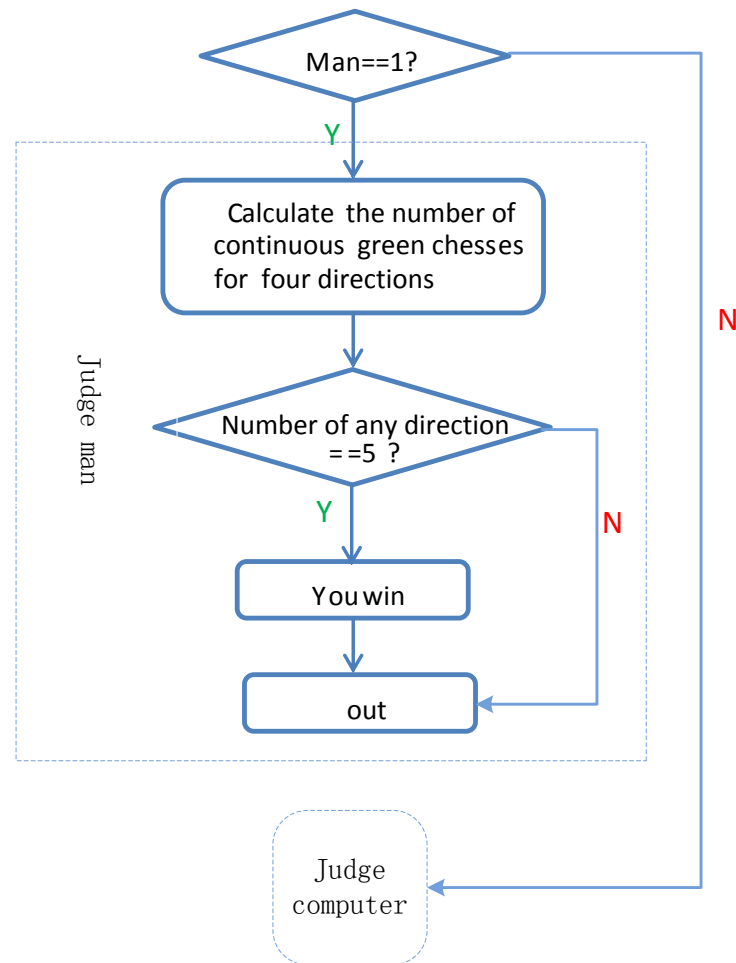 Man==1?
Y
Calculate the number of
continuous green chesses
for four directions
N
Judge man
Number of any direction
==5 ?
Y
N
You win
out
Judge
computer